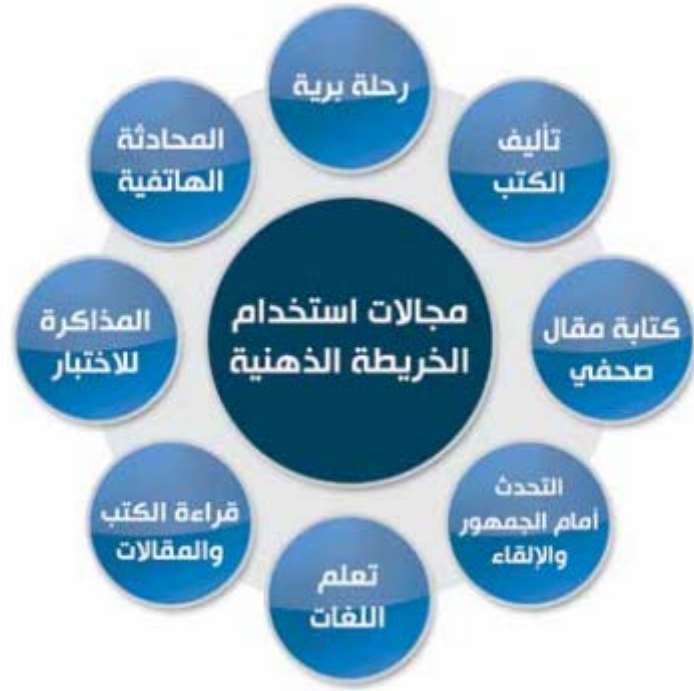 مجالات استخدام
الخريطة الذهنية
رحلة برية
تأليف
الكتب
كتابة مقال
صحفي
التحدث
أمام الجمهور
والإلقاء
تعلم
اللغات
قراءة الكتب
والمقالات
المذاكرة
للاختبار
المحادثة
الهاتفية